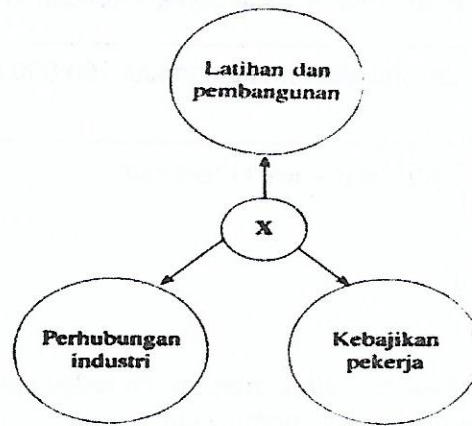 Latihan dan
pembangunan
X
Perhubungan
industri
Kebajikan
pekerja